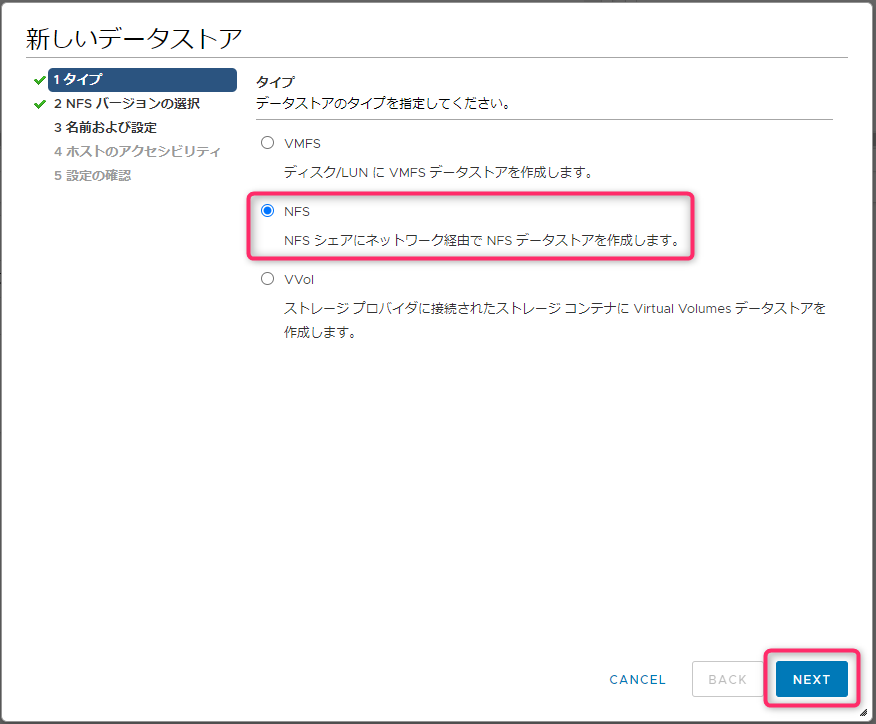 新しいデータストア
1 タイプ
2 NFS バージョンの選択
3 名前および設定
4 ホストのアクセシビリティ
5 設定の確認
タイプ
データストアのタイプを指定してください。
VMFS
ディスク/LUN に VMFS データストアを作成します。
NFS
NFS シェアにネットワーク経由で NFS データストアを作成します。
VVol
ストレージ プロバイダに接続されたストレージ コンテナに Virtual Volumes データストアを
作成します。
CANCEL
BACK
NEXT